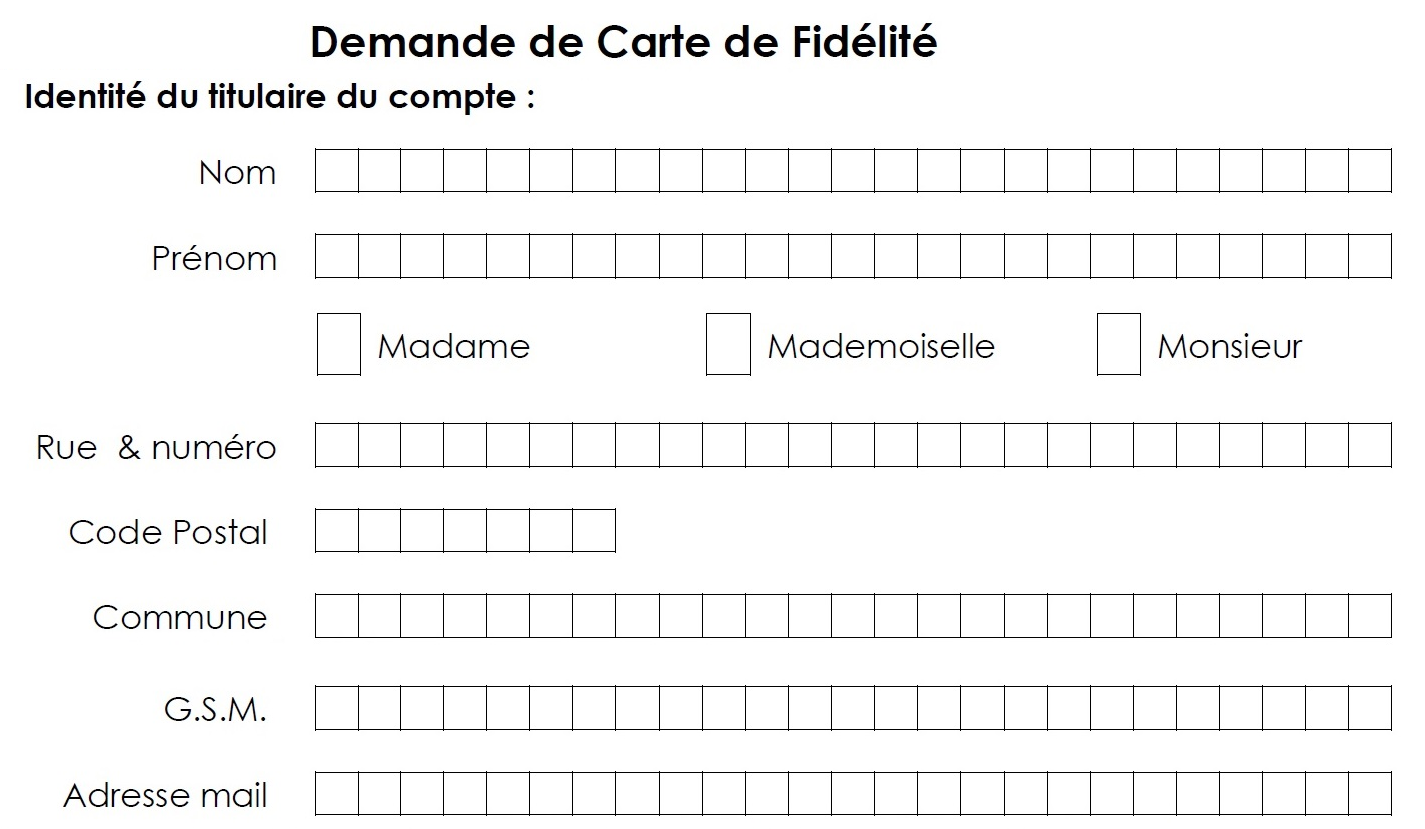 Demande de Carte de Fidélité
Identité du titulaire du compte :
Nom
Prénom
Madame Mademoiselle Monsieur
Rue & numéro
Code Postal
Commune
G.S.M.
Adresse mail